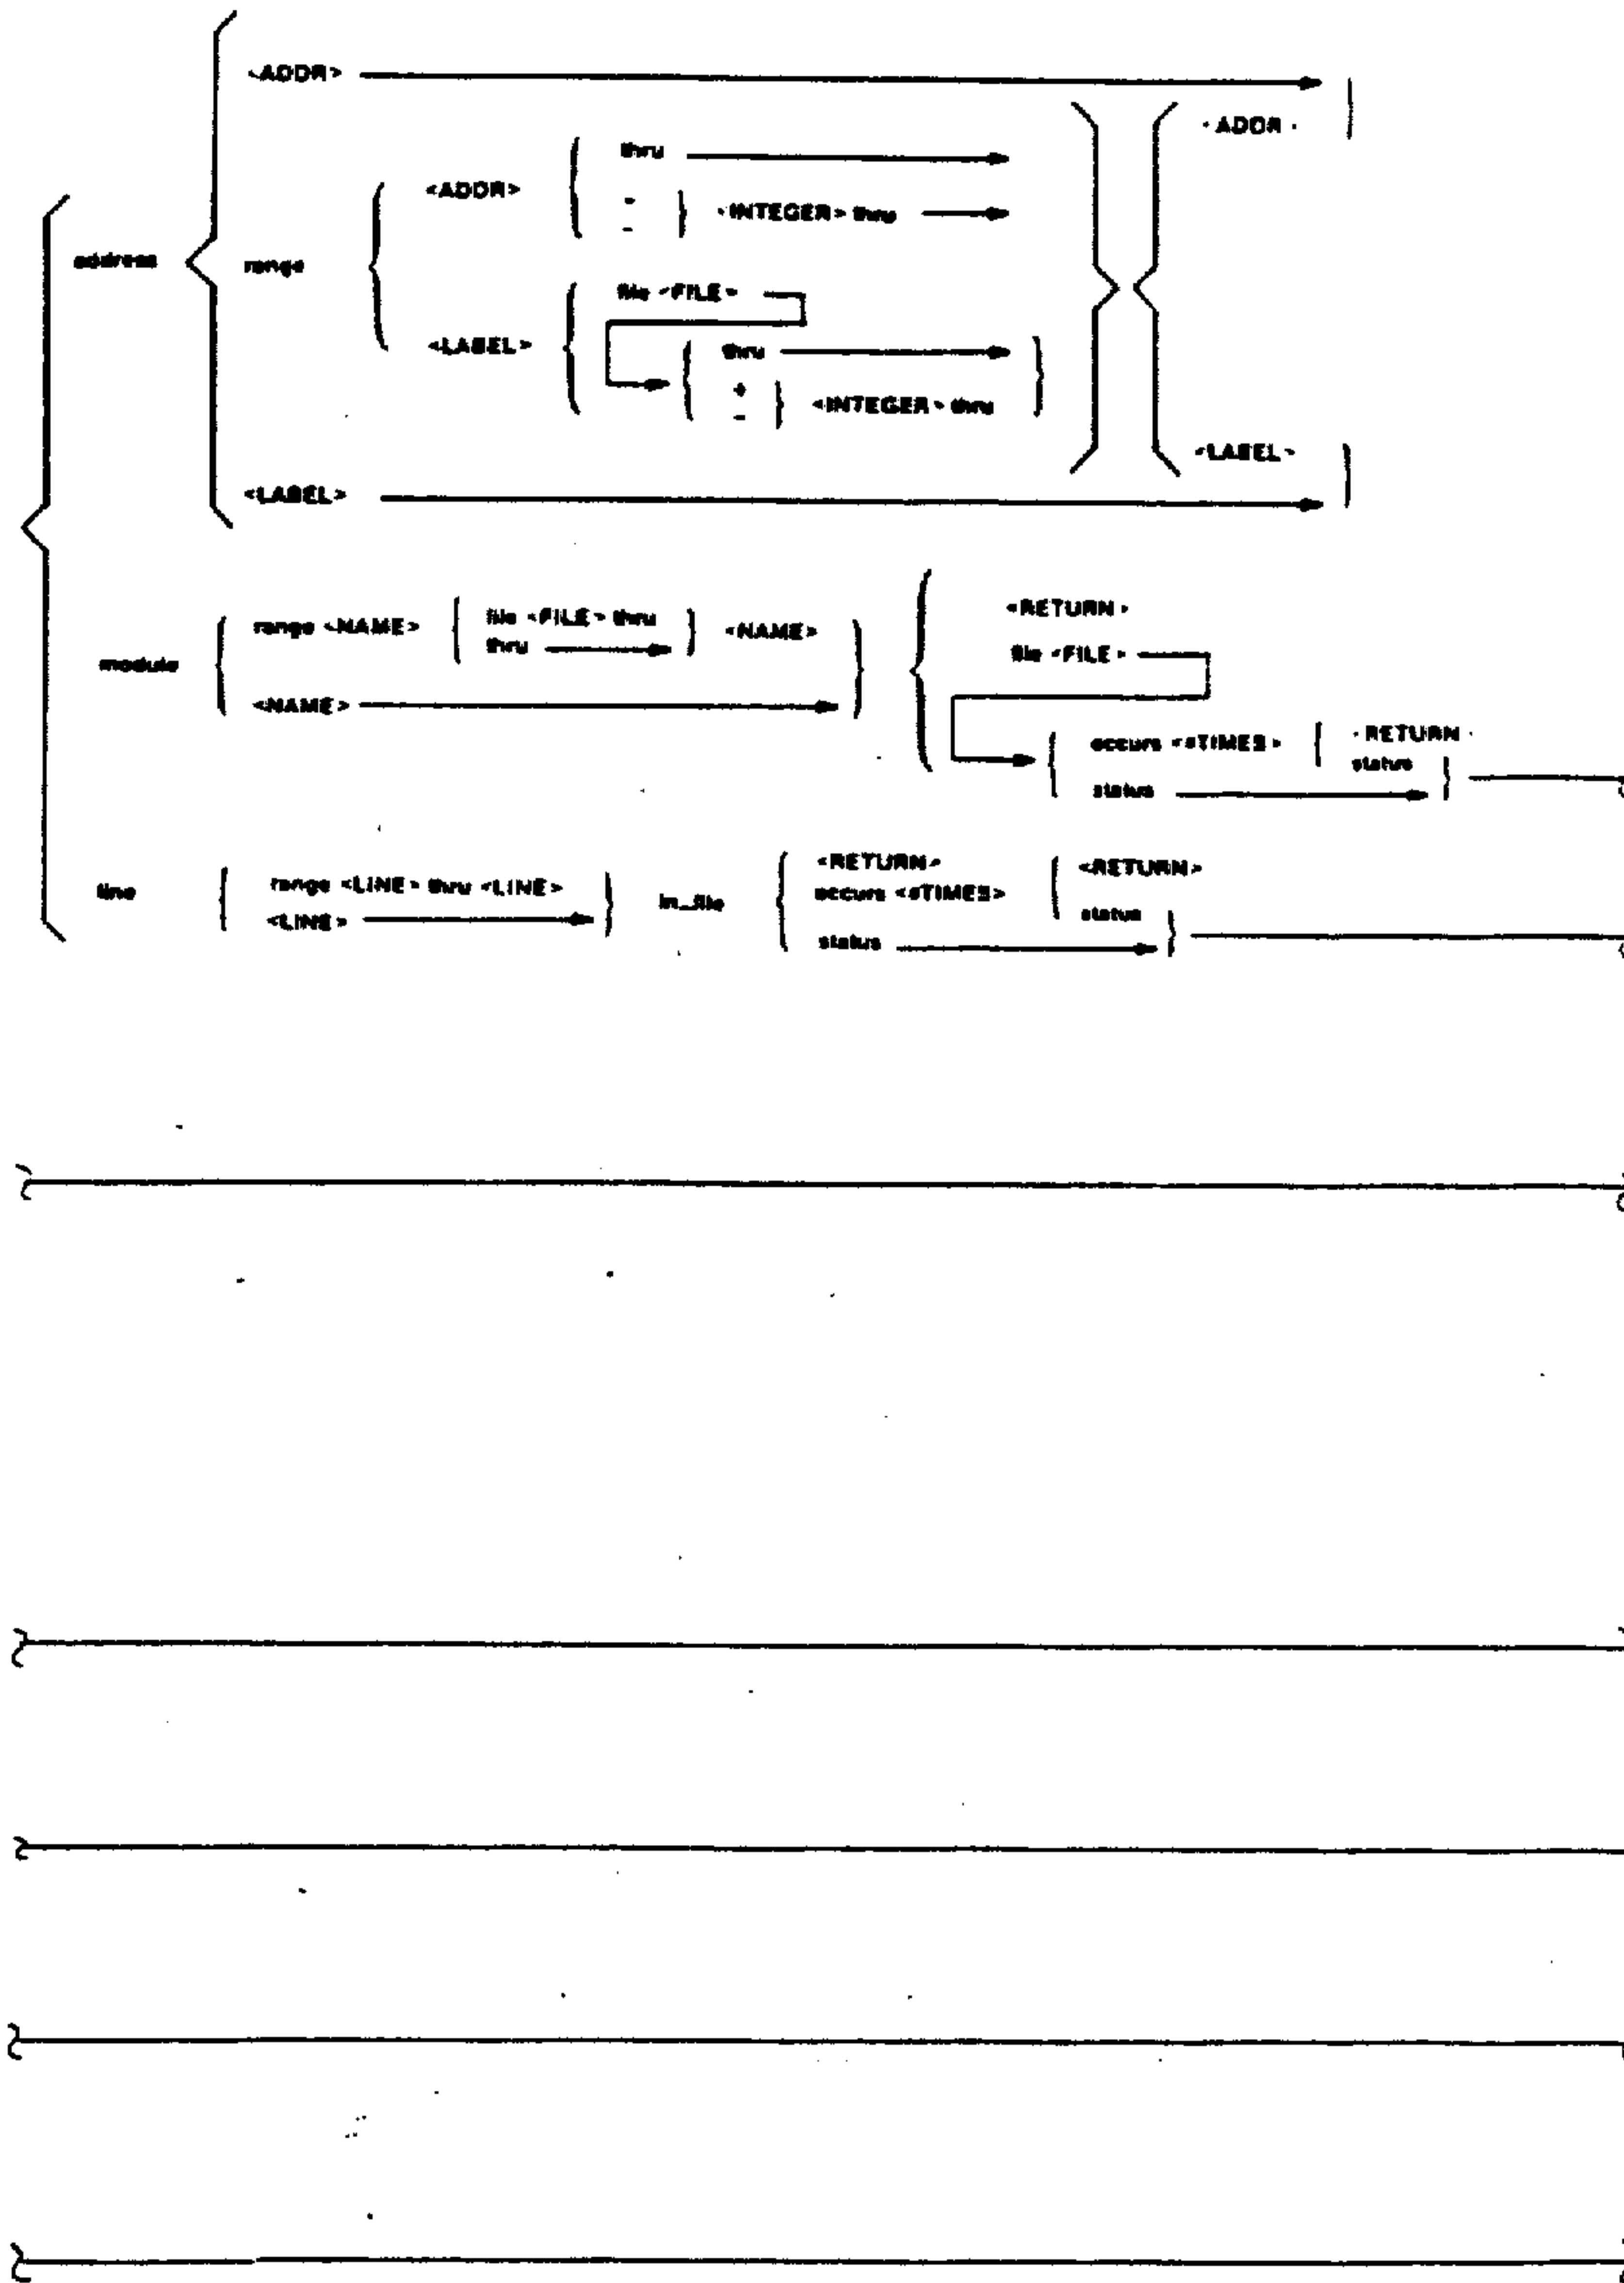 <ADDR>
<ADDR>
thru
<ADDR>
-
-
<INTEGER> thru
address
range
file <FILE>
<LABEL>
thru
+
-
<INTEGER> thru
<LABEL>
<LABEL>
<RETURN>
range <NAME>
file <FILE> thru
thru
<NAME>
file <FILE>
module
<NAME>
occurs <#TIMES>
<RETURN>
status
status
<RETURN>
<RETURN>
line
range <LINE> thru <LINE>
in_file
occurs <#TIMES>
<LINE>
status
status